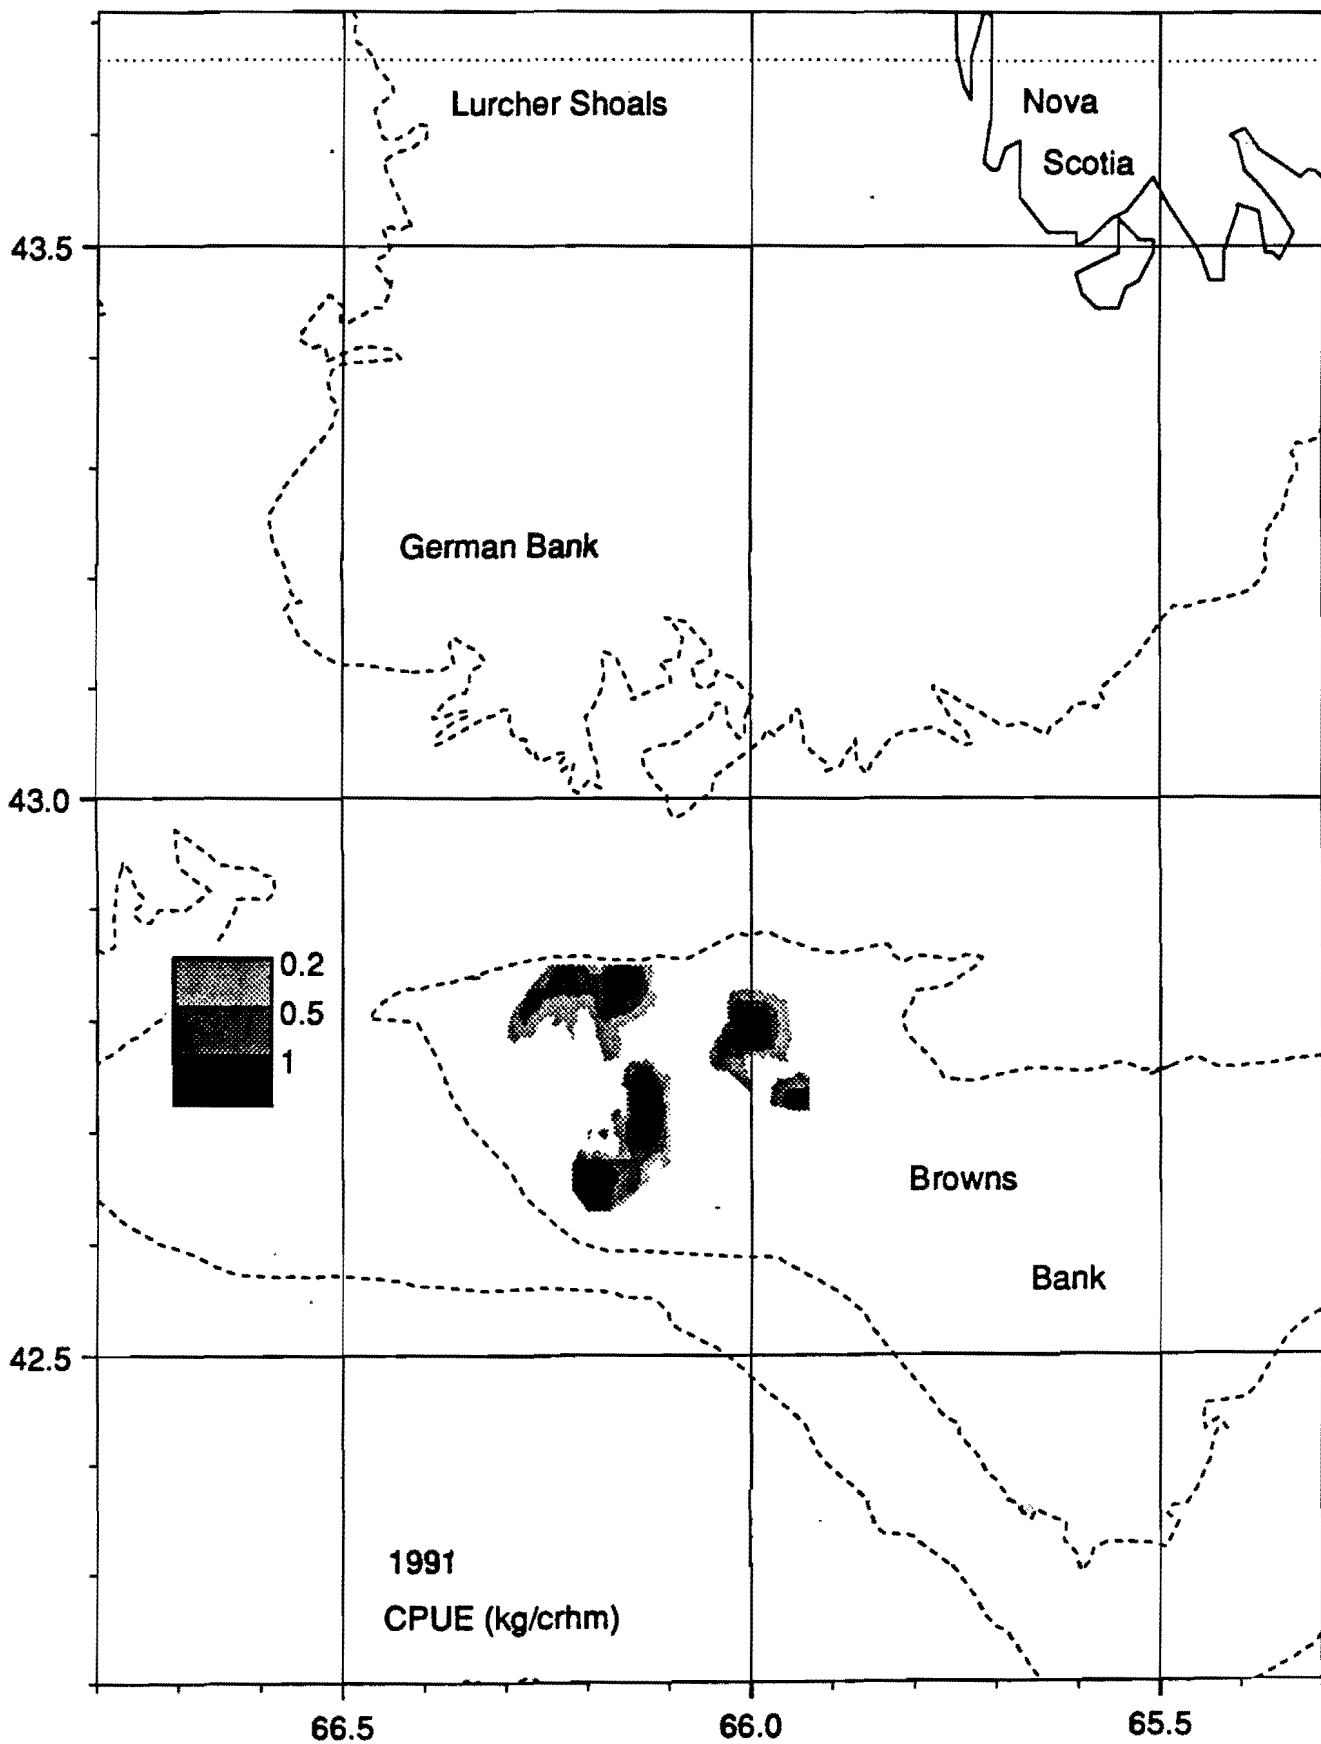 Lurcher Shoals
Nova
Scotia
43.5
German Bank
43.0
0.2
0.5
1
Browns
Bank
42.5
1991
CPUE (kg/crhm)
66.5
66.0
65.5